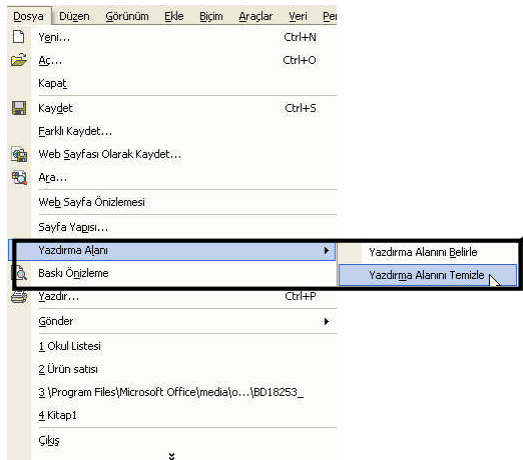 Dosya Düzen Görünüm Ekle Biçim Araçlar Veri Per
Yeni... Ctrl+N
Aç... Ctrl+O
Kapat
Kaydet Ctrl+S
Farklı Kaydet...
Web Sayfası Olarak Kaydet...
Ara...
Web Sayfa Önizlemesi
Sayfa Yapısı...
Yazdırma Alanı Yazdırma Alanını Belirle
Baskı Önizleme Yazdırma Alanını Temizle
Yazdır... Ctrl+P
Gönder
1 Okul Listesi
2 Ürün satısı
3 \Program Files\Microsoft Office\media\o...\BD18253_
4 Kitap1
Çıkış